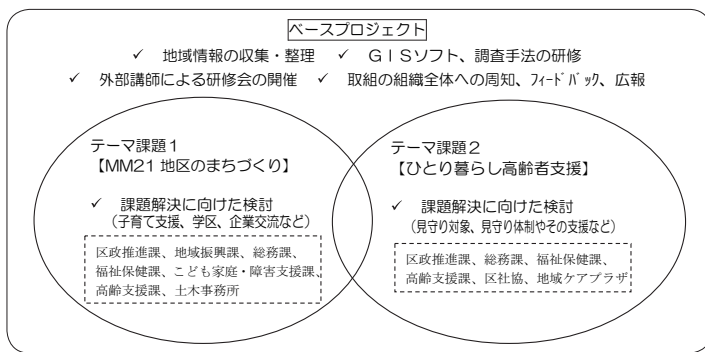 ベースプロジェクト
✓ 地域情報の収集・整理 ✓ ＧＩＳソフト、調査手法の研修
✓ 外部講師による研修会の開催 ✓ 取組の組織全体への周知、ﾌｨｰﾄﾞﾊﾞｯｸ、広報
テーマ課題１
【MM21 地区のまちづくり】
✓ 課題解決に向けた検討
（子育て支援、学区、企業交流など）
区政推進課、地域振興課、総務課、
福祉保健課、こども家庭・障害支援課、
高齢支援課、土木事務所
テーマ課題２
【ひとり暮らし高齢者支援】
✓ 課題解決に向けた検討
（見守り対象、見守り体制やその支援など）
区政推進課、総務課、福祉保健課、
高齢支援課、区社協、地域ケアプラザ